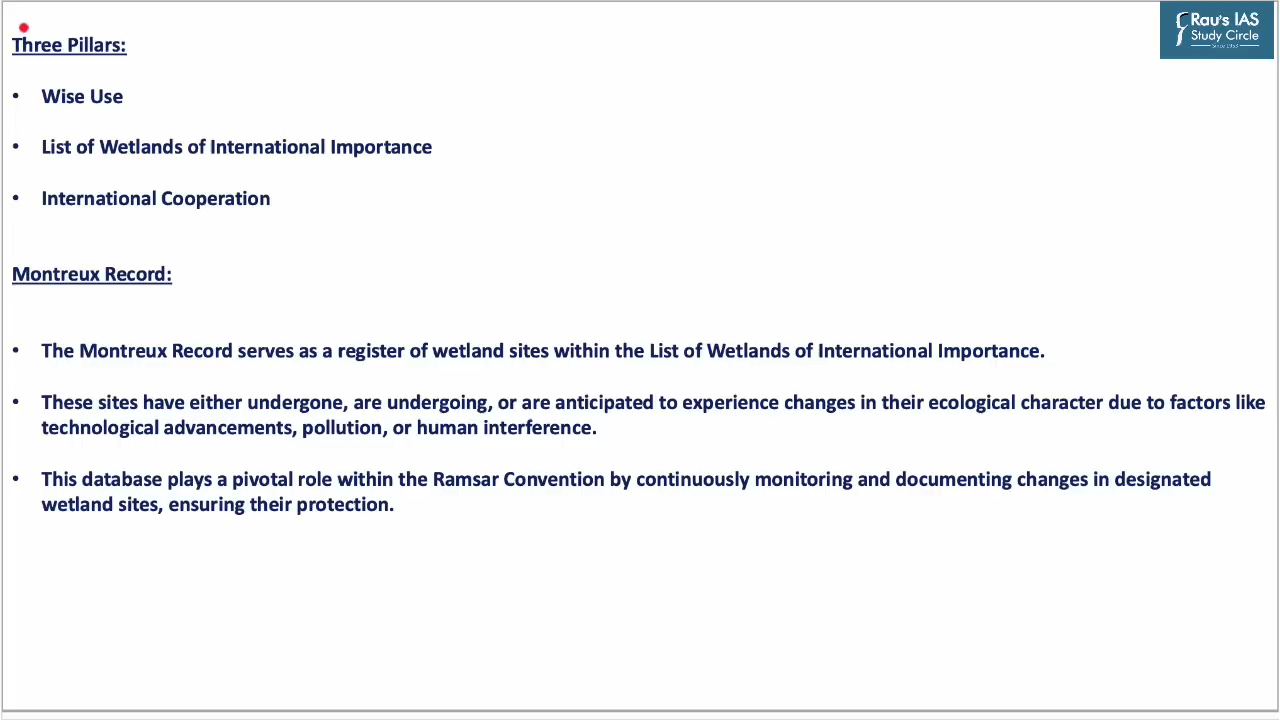 Rau's IAS
Study Circle
Since 1953
Three Pillars:
• Wise Use
• List of Wetlands of International Importance
• International Cooperation
Montreux Record:
• The Montreux Record serves as a register of wetland sites within the List of Wetlands of International Importance.
• These sites have either undergone, are undergoing, or are anticipated to experience changes in their ecological character due to factors like
technological advancements, pollution, or human interference.
• This database plays a pivotal role within the Ramsar Convention by continuously monitoring and documenting changes in designated
wetland sites, ensuring their protection.